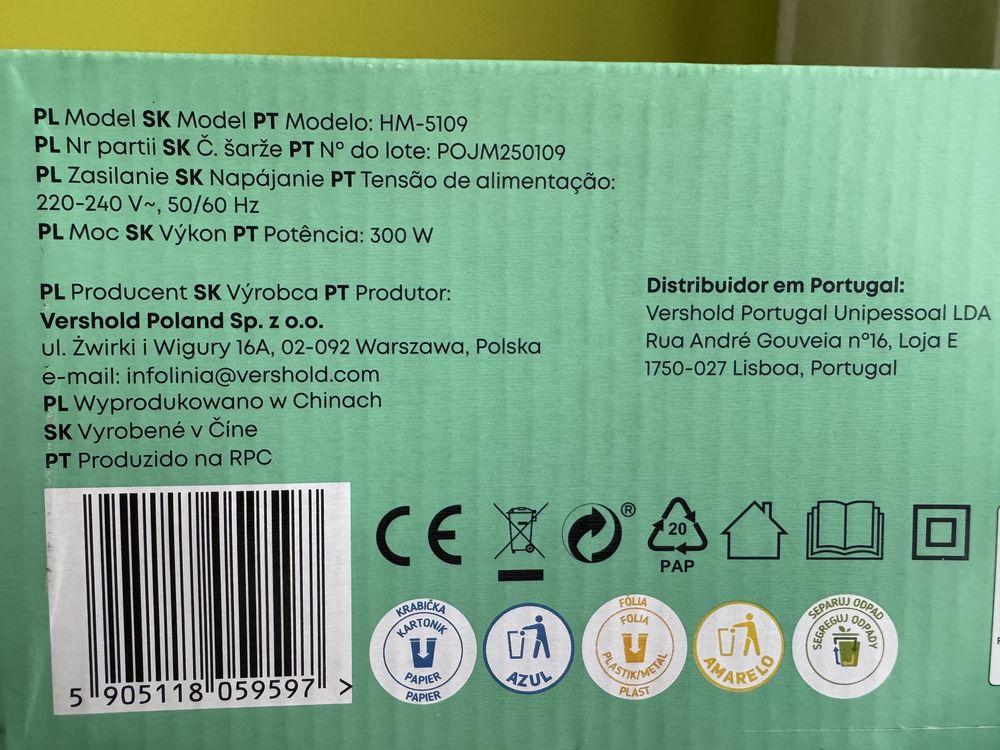 PL Model SK Model PT Modelo: HM-5109
PL Nr partii SK Č. šarže PT N° do lote: POJM250109
PL Zasilanie SK Napájanie PT Tensão de alimentação:
220-240 V~, 50/60 Hz
PL Moc SK Výkon PT Potência: 300 W
PL Producent SK Výrobca PT Produtor:
Vershold Poland Sp. z o.o.
ul. Żwirki i Wigury 16A, 02-092 Warszawa, Polska
e-mail: infolinia@vershold.com
PL Wyprodukowano w Chinach
SK Vyrobené v Číne
PT Produzido na RPC
Distribuidor em Portugal:
Vershold Portugal Unipessoal LDA
Rua André Gouveia n°16, Loja E
1750-027 Lisboa, Portugal
CE
®
20
PAP
5 905118 059597 >
KRABIČKA
KARTONIK
PAPIER
PAPIER
AZUL
FÓLIA
FOLIA
PLASTIK/METAL
PLAST
AMARELO
SEPARUJ ODPAD
SEGREGUJ ODPADY